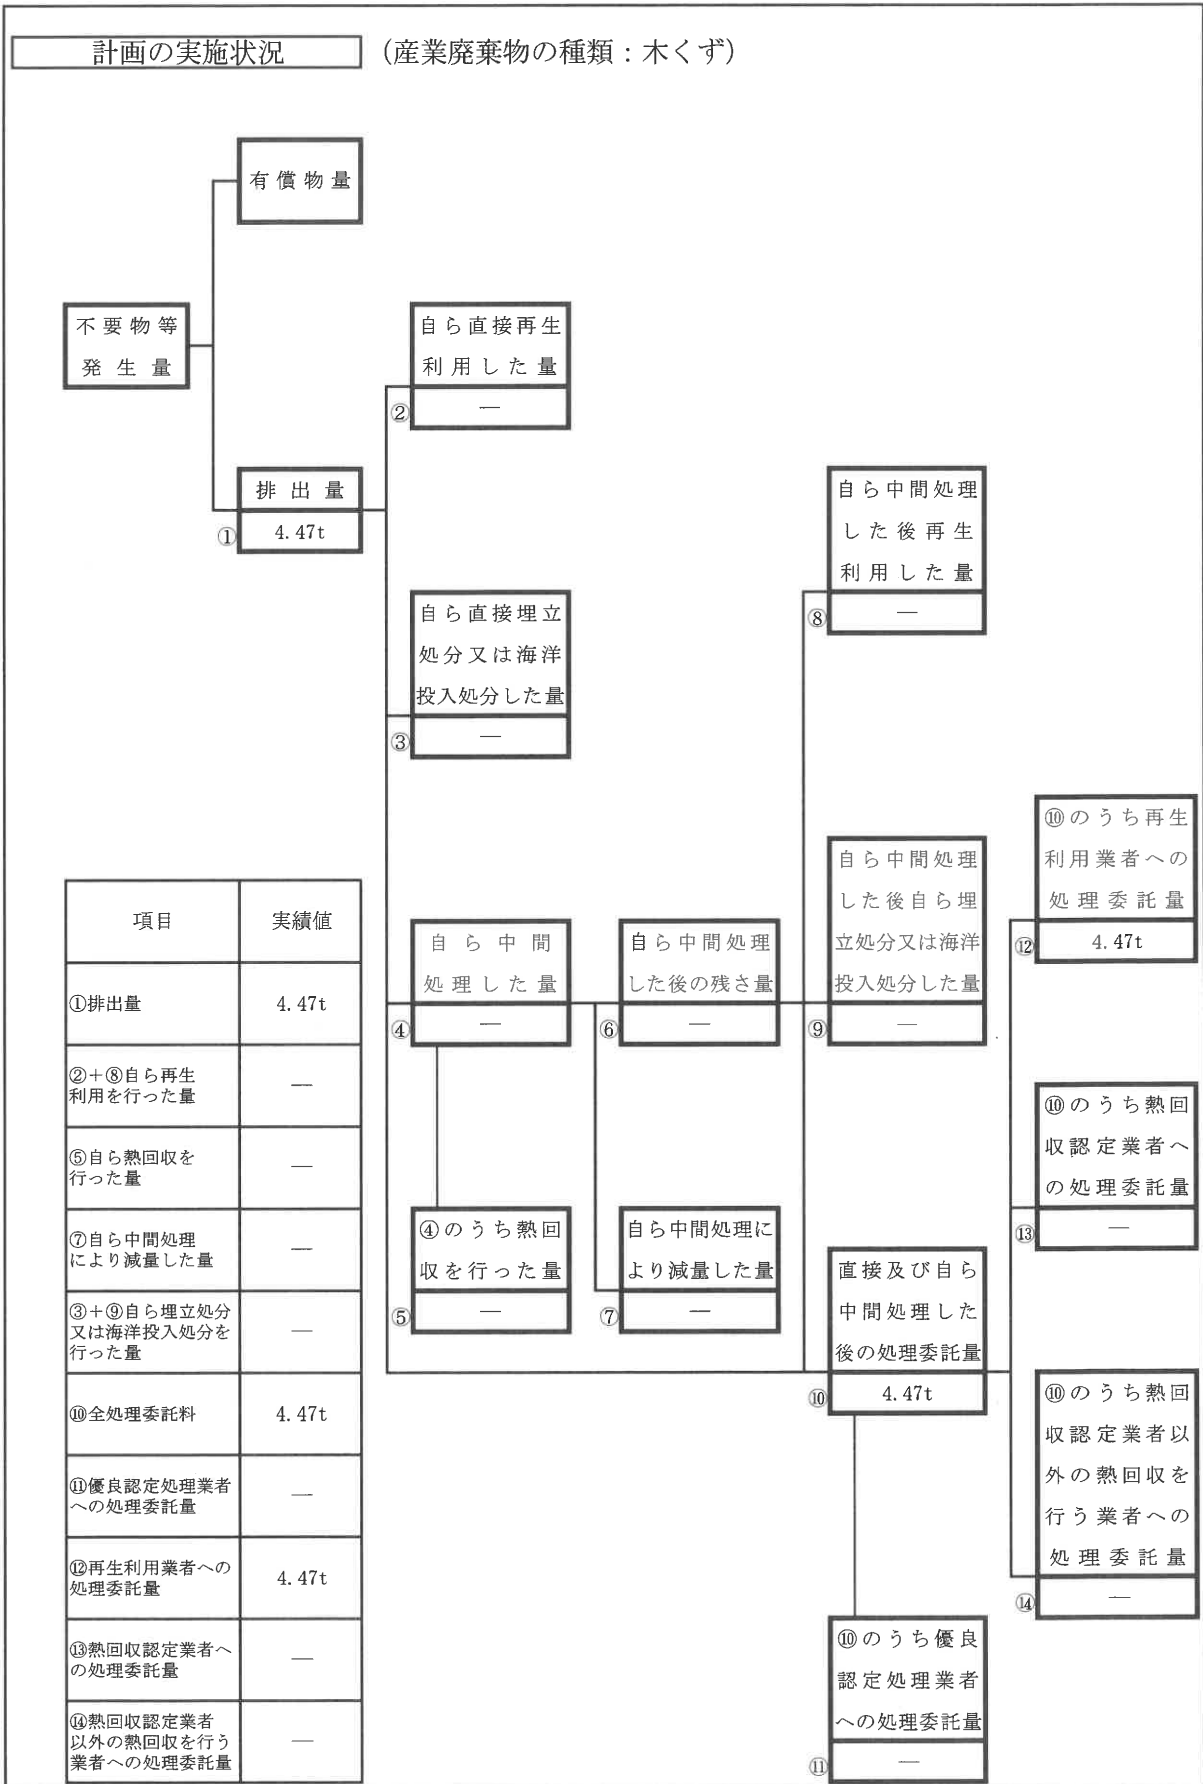 計画の実施状況
（産業廃棄物の種類：木くず）
有償物量
不要物等
発生量
自ら直接再生
利用した量
②
―
排出量
①
4.47t
自ら中間処理
した後再生
利用した量
⑧
―
自ら直接埋立
処分又は海洋
投入処分した量
③
―
⑩のうち再生
利用業者への
処理委託量
⑫
4.47t
自ら中間
処理した量
④
―
自ら中間処理
した後の残さ量
⑥
―
自ら中間処理
した後自ら埋
立処分又は海洋
投入処分した量
⑨
―
⑩のうち熱回
収認定業者へ
の処理委託量
⑬
―
④のうち熱回
収を行った量
⑤
―
自ら中間処理に
より減量した量
⑦
―
直接及び自ら
中間処理した
後の処理委託量
⑩
4.47t
⑩のうち熱回
収認定業者以
外の熱回収を
行う業者への
処理委託量
⑭
―
⑩のうち優良
認定処理業者
への処理委託量
⑪
―
項目
実績値
①排出量
4.47t
②＋⑧自ら再生
利用を行った量
―
⑤自ら熱回収を
行った量
―
⑦自ら中間処理
により減量した量
―
③＋⑨自ら埋立処分
又は海洋投入処分を
行った量
―
⑩全処理委託料
4.47t
⑪優良認定処理業者
への処理委託量
―
⑫再生利用業者への
処理委託量
4.47t
⑬熱回収認定業者へ
の処理委託量
―
⑭熱回収認定業者
以外の熱回収を行う
業者への処理委託量
―